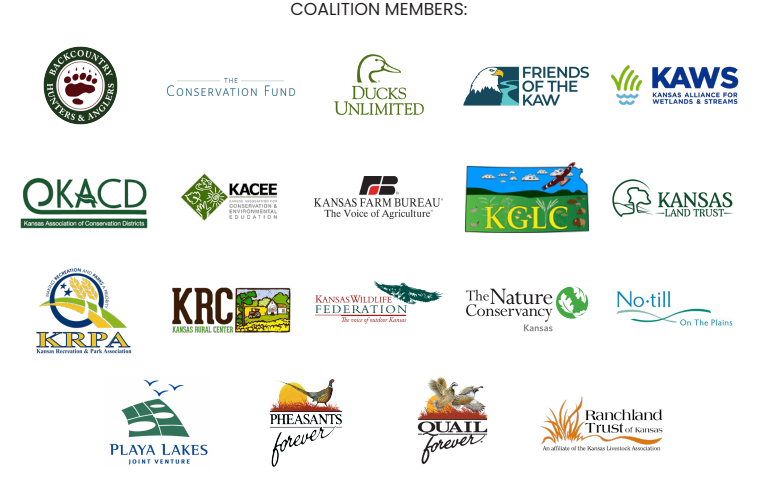 COALITION MEMBERS:
BACKCOUNTRY
HUNTERS & ANGLERS
THE
CONSERVATION FUND
DUCKS
UNLIMITED
FRIENDS
OF THE
KAW
KAWS
KANSAS ALLIANCE FOR
WETLANDS & STREAMS
KACD
Kansas Association of Conservation Districts
KACEE
KANSAS ASSOCIATION FOR
CONSERVATION &
ENVIRONMENTAL
EDUCATION
KANSAS FARM BUREAU
The Voice of Agriculture
KGLC
KANSAS
LAND TRUST
MAKING RECREATION AND PARKS A PRIORITY
KRPA
Kansas Recreation & Park Association
KRC
KANSAS RURAL CENTER
KANSAS WILDLIFE
FEDERATION
The voice of outdoor Kansas
The Nature
Conservancy
Kansas
No-till
On The Plains
PLAYA LAKES
JOINT VENTURE
PHEASANTS
forever
QUAIL
forever
Ranchland
Trust of Kansas
An affiliate of the Kansas Livestock Association